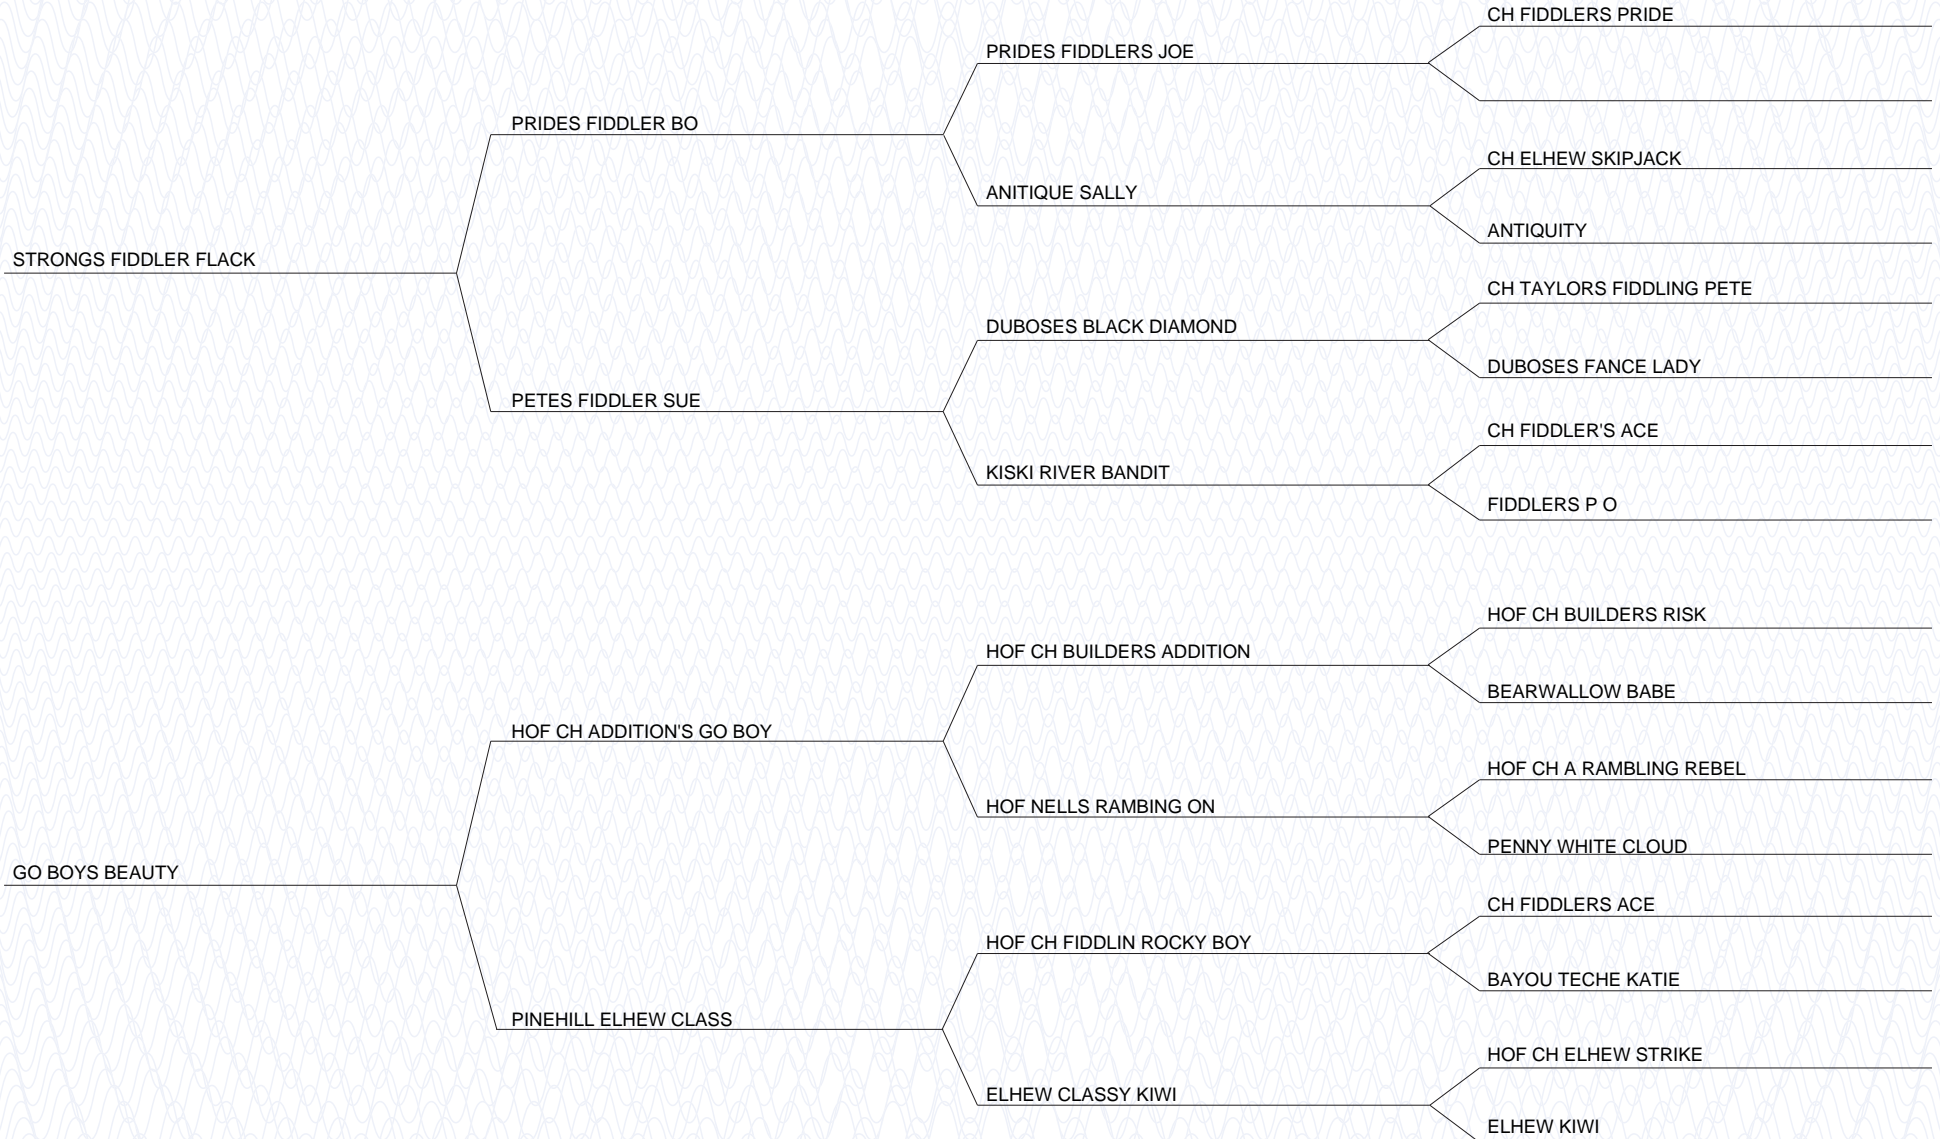 CH FIDDLERS PRIDE
PRIDES FIDDLERS JOE
PRIDES FIDDLER BO
CH ELHEW SKIPJACK
ANITIQUE SALLY
ANTIQUITY
STRONGS FIDDLER FLACK
CH TAYLORS FIDDLING PETE
DUBOSES BLACK DIAMOND
DUBOSES FANCE LADY
PETES FIDDLER SUE
CH FIDDLER'S ACE
KISKI RIVER BANDIT
FIDDLERS P O
HOF CH BUILDERS RISK
HOF CH BUILDERS ADDITION
BEARWALLOW BABE
HOF CH ADDITION'S GO BOY
HOF CH A RAMBLING REBEL
HOF NELLS RAMBING ON
PENNY WHITE CLOUD
GO BOYS BEAUTY
CH FIDDLERS ACE
HOF CH FIDDLIN ROCKY BOY
BAYOU TECHE KATIE
PINEHILL ELHEW CLASS
HOF CH ELHEW STRIKE
ELHEW CLASSY KIWI
ELHEW KIWI